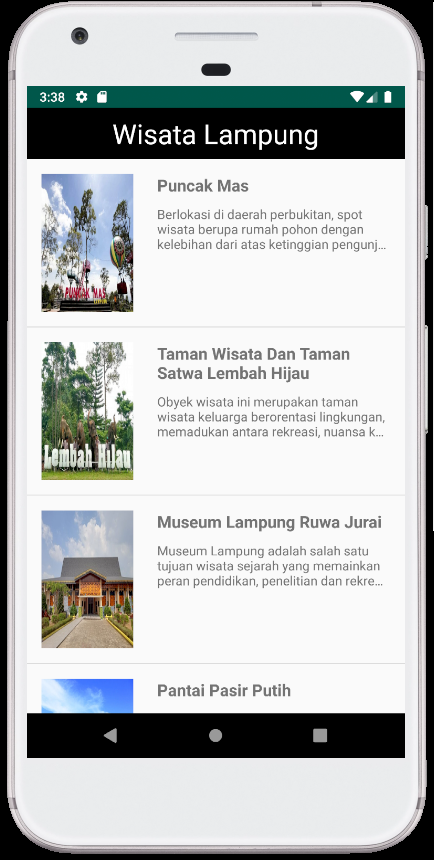 3:38
Wisata Lampung
Puncak Mas
Berlokasi di daerah perbukitan, spot
wisata berupa rumah pohon dengan
kelebihan dari atas ketinggian pengunj…
PUNCAK MAS
Taman Wisata Dan Taman
Satwa Lembah Hijau
Obyek wisata ini merupakan taman
wisata keluarga berorentasi lingkungan,
memadukan antara rekreasi, nuansa k…
Lembah Hijau
Museum Lampung Ruwa Jurai
Museum Lampung adalah salah satu
tujuan wisata sejarah yang memainkan
peran pendidikan, penelitian dan rekre…
Pantai Pasir Putih